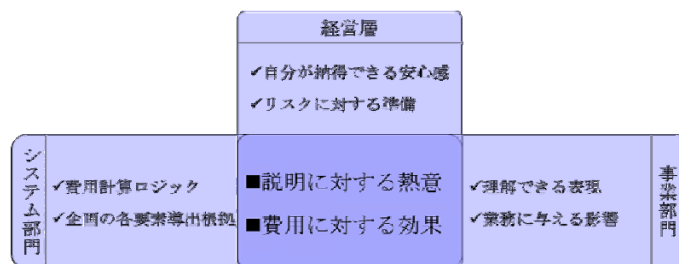 経営層
✓自分が納得できる安心感
✓リスクに対する準備
システム部門
✓費用計算ロジック
✓企画の各要素導出根拠
■説明に対する熱意
■費用に対する効果
✓理解できる表現
✓業務に与える影響
事業部門